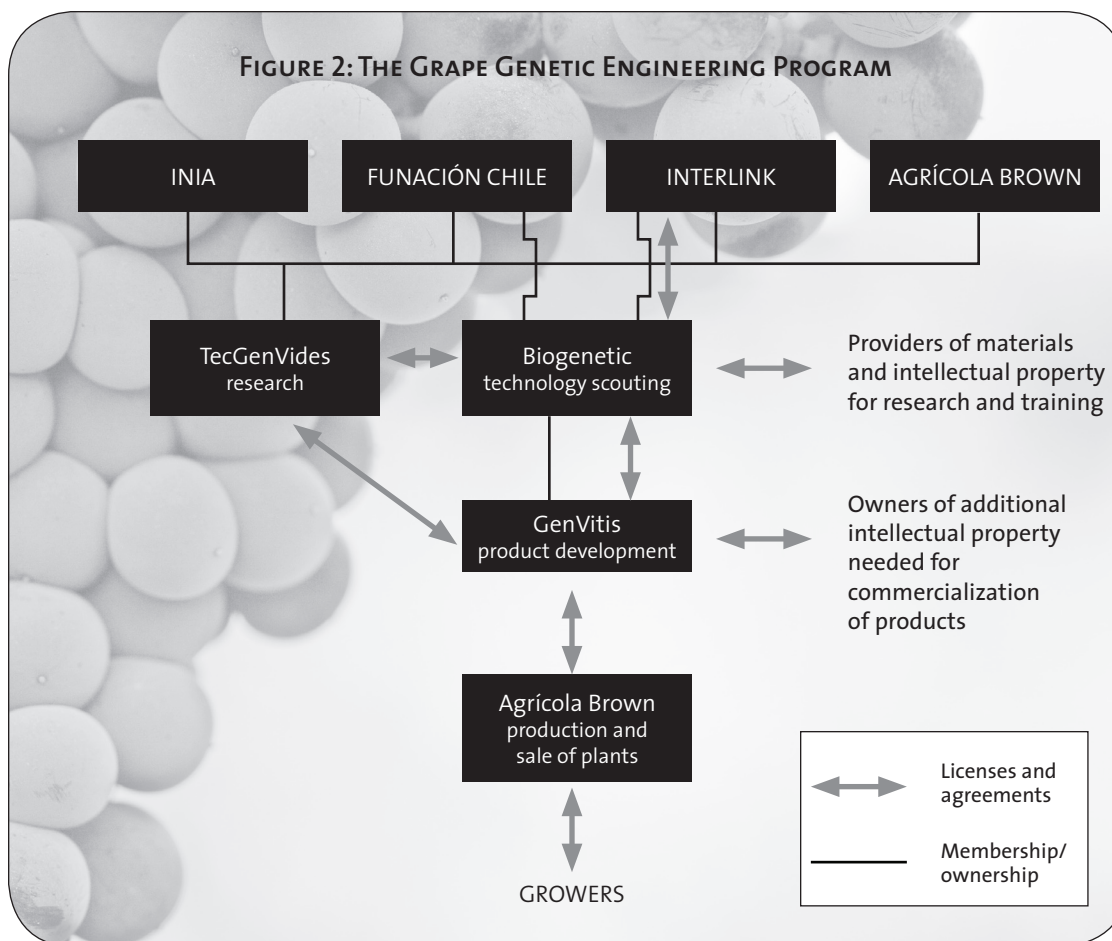 FIGURE 2: THE GRAPE GENETIC ENGINEERING PROGRAM
INIA
FUNACIÓN CHILE
INTERLINK
AGRÍCOLA BROWN
TecGenVides
research
Biogenetic
technology scouting
Providers of materials
and intellectual property
for research and training
GenVitis
product development
Owners of additional
intellectual property
needed for
commercialization
of products
Agrícola Brown
production and
sale of plants
GROWERS
Licenses and
agreements
Membership/
ownership